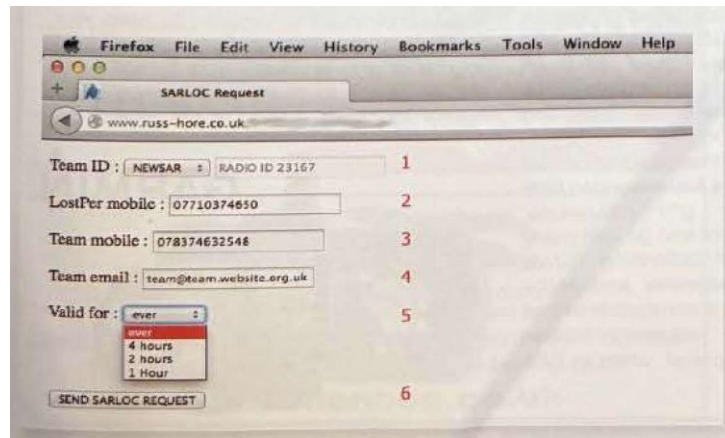 Firefox File Edit View History Bookmarks Tools Window Help
SARLOC Request
www.russ-hore.co.uk
Team ID : NEWSAR RADIO ID 23167 1
LostPer mobile : 07710374650 2
Team mobile : 078374632548 3
Team email : team@team.website.org.uk 4
Valid for : ever 5
ever
4 hours
2 hours
1 Hour
SEND SARLOC REQUEST 6